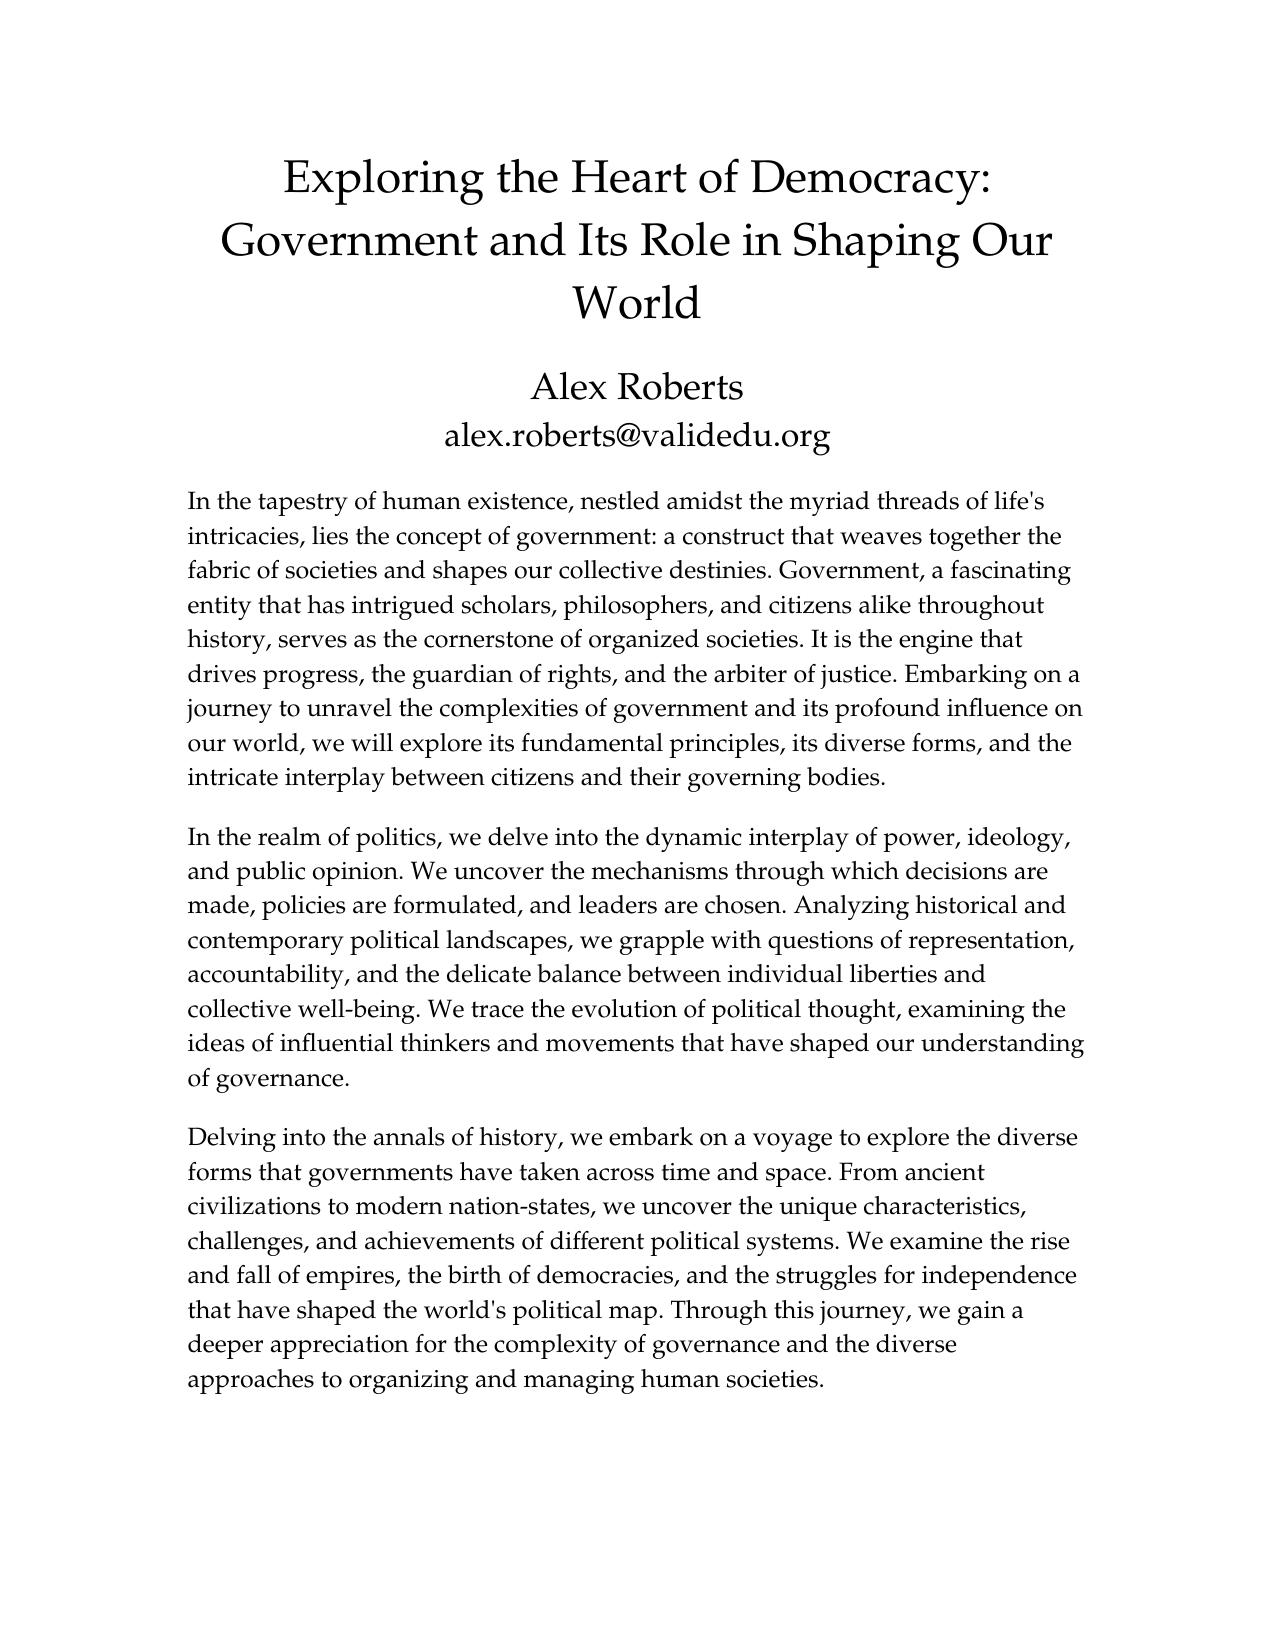 Exploring the Heart of Democracy:
Government and Its Role in Shaping Our
World
Alex Roberts
alex.roberts@validedu.org
In the tapestry of human existence, nestled amidst the myriad threads of life's
intricacies, lies the concept of government: a construct that weaves together the
fabric of societies and shapes our collective destinies. Government, a fascinating
entity that has intrigued scholars, philosophers, and citizens alike throughout
history, serves as the cornerstone of organized societies. It is the engine that
drives progress, the guardian of rights, and the arbiter of justice. Embarking on a
journey to unravel the complexities of government and its profound influence on
our world, we will explore its fundamental principles, its diverse forms, and the
intricate interplay between citizens and their governing bodies.
In the realm of politics, we delve into the dynamic interplay of power, ideology,
and public opinion. We uncover the mechanisms through which decisions are
made, policies are formulated, and leaders are chosen. Analyzing historical and
contemporary political landscapes, we grapple with questions of representation,
accountability, and the delicate balance between individual liberties and
collective well-being. We trace the evolution of political thought, examining the
ideas of influential thinkers and movements that have shaped our understanding
of governance.
Delving into the annals of history, we embark on a voyage to explore the diverse
forms that governments have taken across time and space. From ancient
civilizations to modern nation-states, we uncover the unique characteristics,
challenges, and achievements of different political systems. We examine the rise
and fall of empires, the birth of democracies, and the struggles for independence
that have shaped the world's political map. Through this journey, we gain a
deeper appreciation for the complexity of governance and the diverse
approaches to organizing and managing human societies.